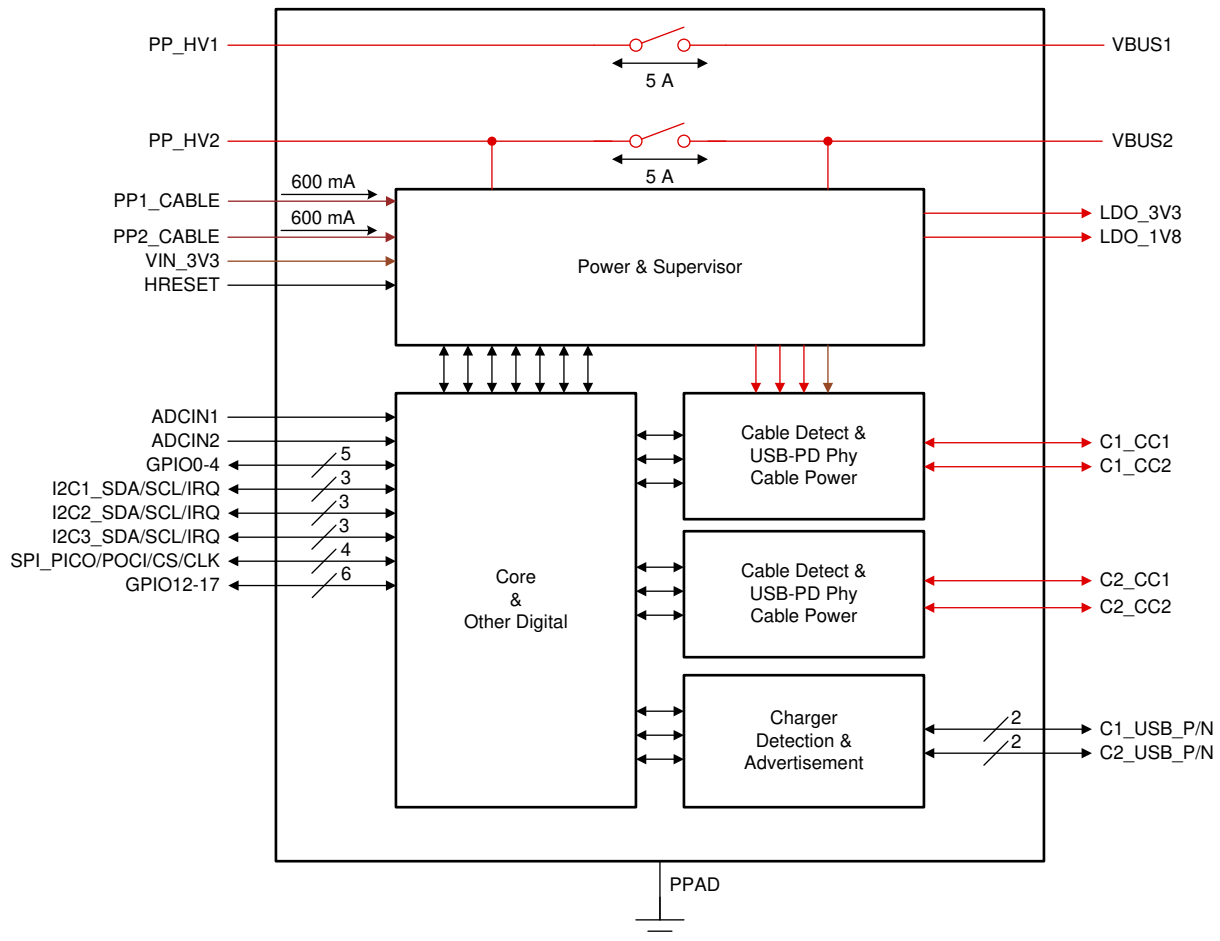 PP_HV1
VBUS1
5 A
PP_HV2
VBUS2
5 A
600 mA
PP1_CABLE
600 mA
PP2_CABLE
VIN_3V3
HRESET
Power & Supervisor
LDO_3V3
LDO_1V8
ADCIN1
ADCIN2
GPIO0-4
5
I2C1_SDA/SCL/IRQ
3
I2C2_SDA/SCL/IRQ
3
I2C3_SDA/SCL/IRQ
3
SPI_PICO/POCI/CS/CLK
4
GPIO12-17
6
Core
&
Other Digital
Cable Detect &
USB-PD Phy
Cable Power
C1_CC1
C1_CC2
Cable Detect &
USB-PD Phy
Cable Power
C2_CC1
C2_CC2
Charger
Detection &
Advertisement
2
C1_USB_P/N
2
C2_USB_P/N
PPAD